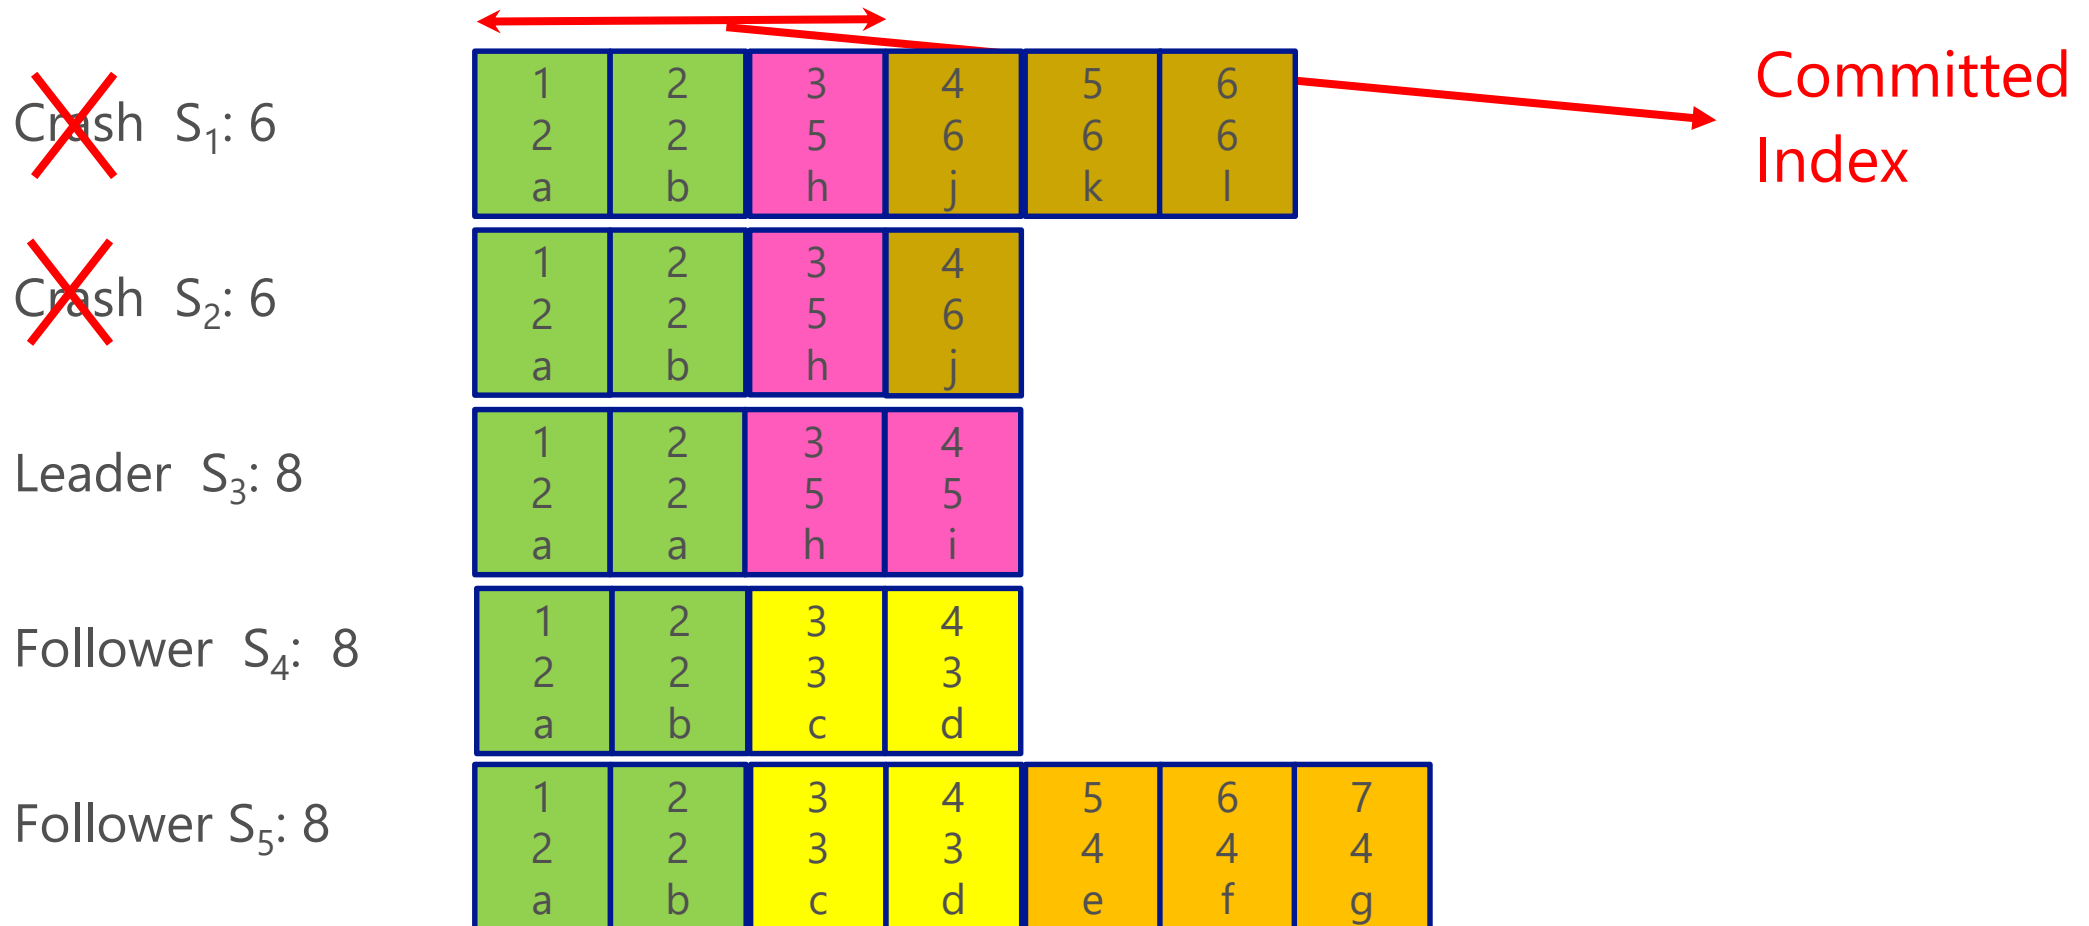 Committed
Index
Crash S₁: 6
1 2 3 4 5 6
2 2 5 6 6 6
a b h j k l
Crash S₂: 6
1 2 3 4
2 2 5 6
a b h j
Leader S₃: 8
1 2 3 4
2 2 5 5
a a h i
Follower S₄: 8
1 2 3 4
2 2 3 3
a b c d
Follower S₅: 8
1 2 3 4 5 6 7
2 2 3 3 4 4 4
a b c d e f g